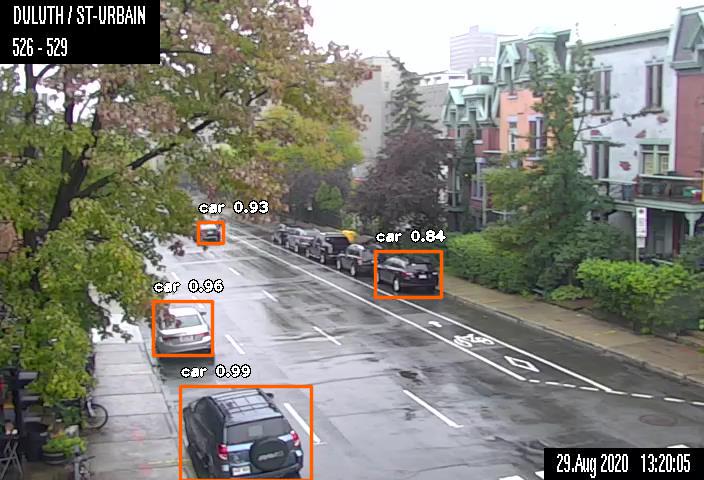 DULUTH / ST-URBAIN
526 - 529
car 0.93
car 0.84
car 0.96
car 0.99
29.Aug 2020 13:20:05